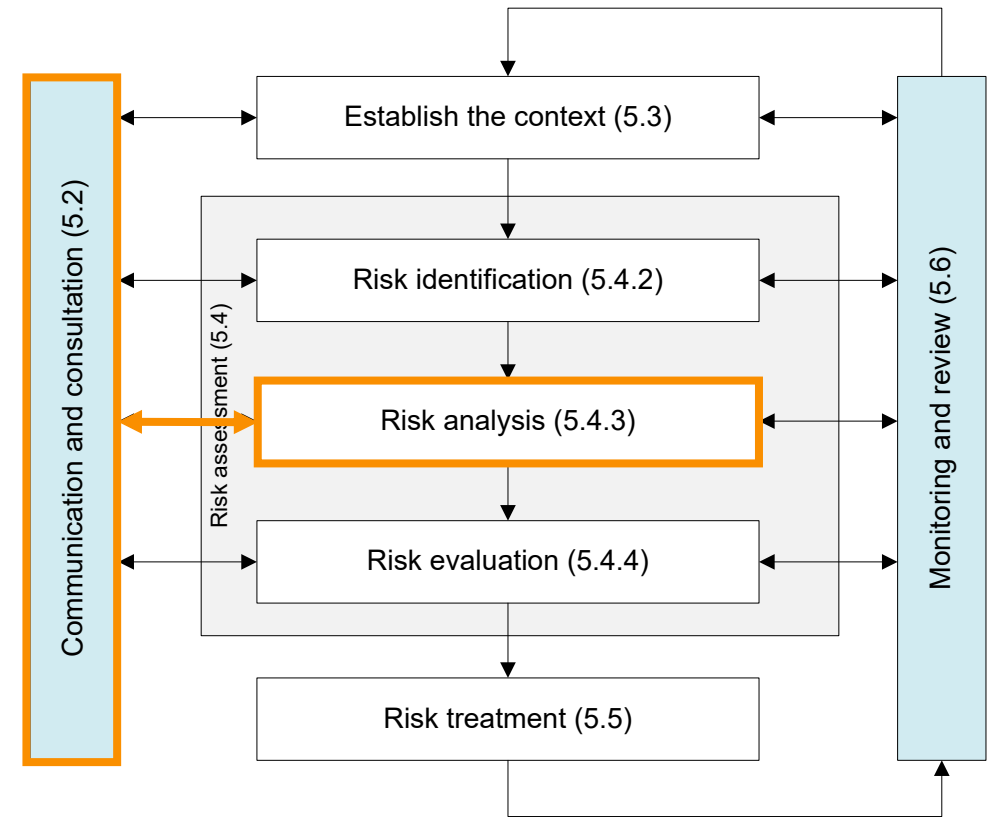 Communication and consultation (5.2)
Establish the context (5.3)
Risk assessment (5.4)
Risk identification (5.4.2)
Risk analysis (5.4.3)
Risk evaluation (5.4.4)
Risk treatment (5.5)
Monitoring and review (5.6)